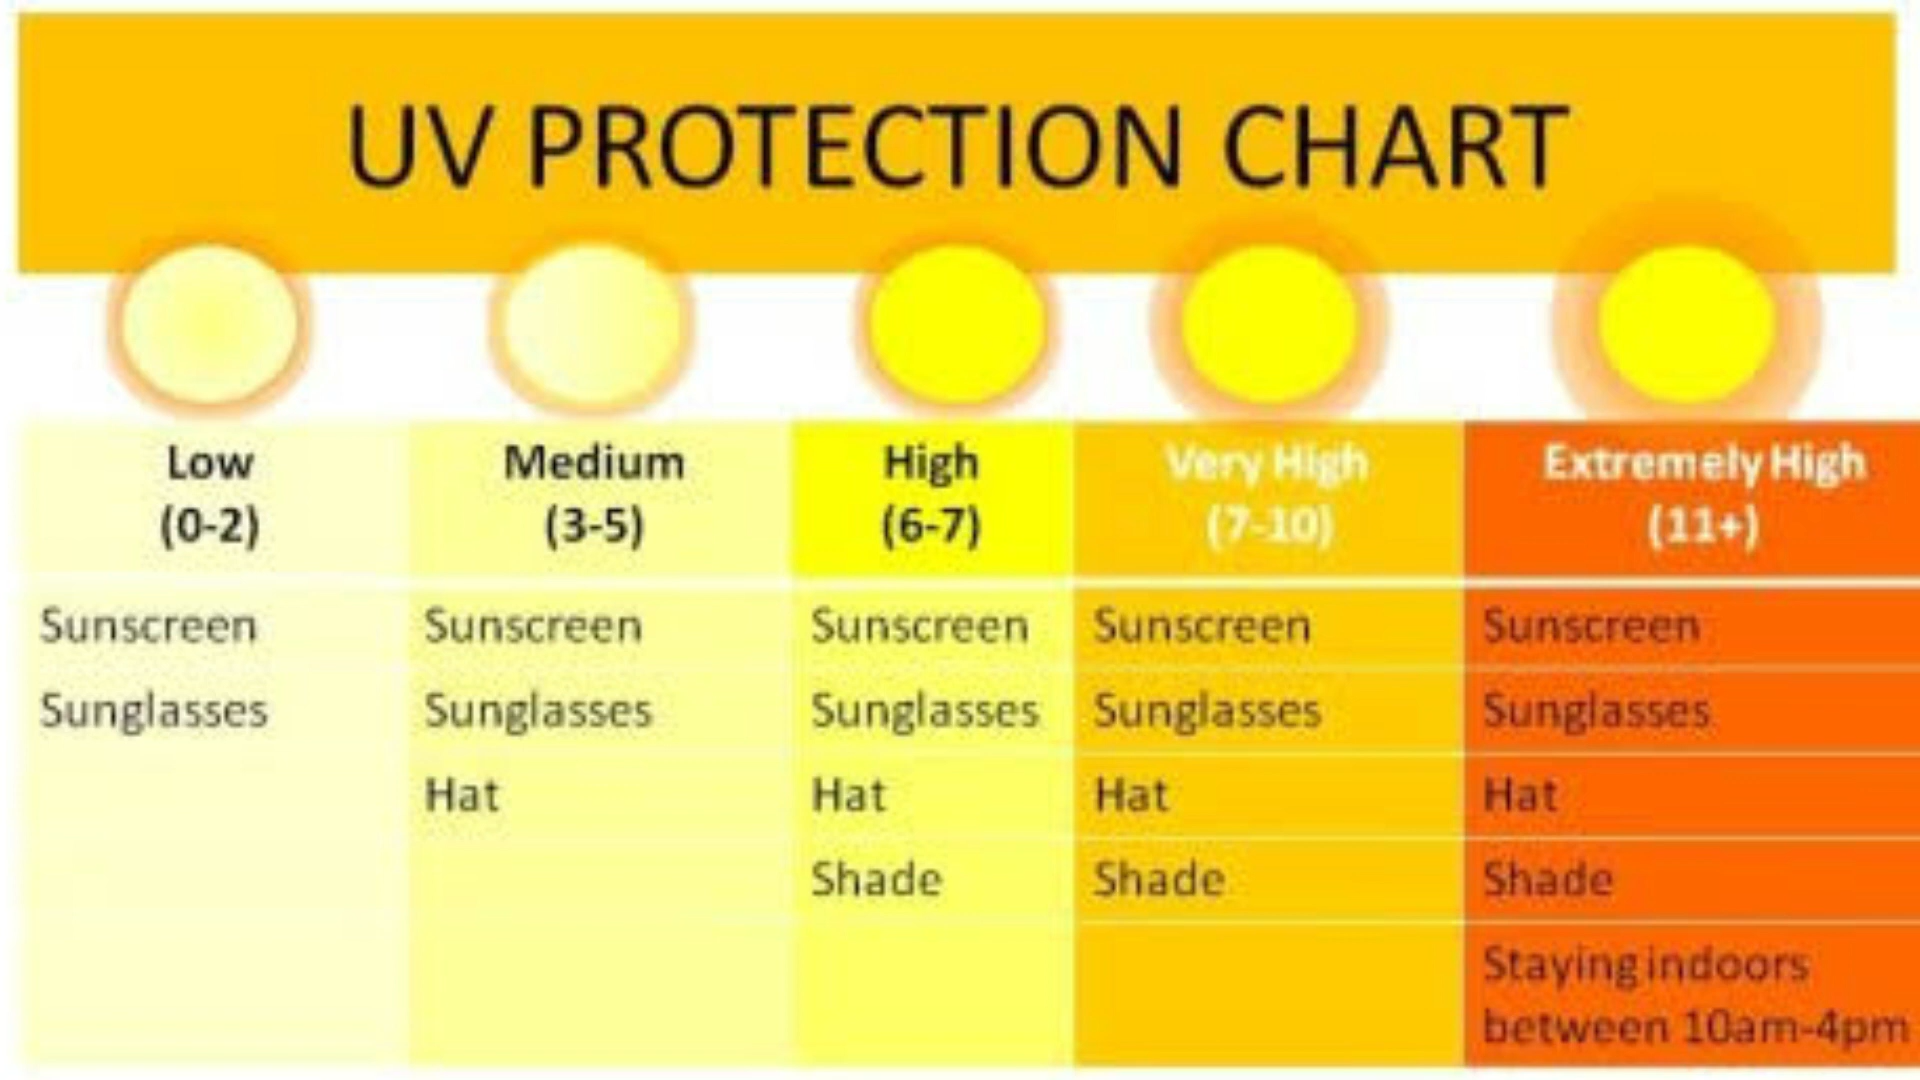 UV PROTECTION CHART
Low
(0-2)
Medium
(3-5)
High
(6-7)
Very High
(7-10)
Extremely High
(11+)
Sunscreen
Sunscreen
Sunscreen
Sunscreen
Sunscreen
Sunglasses
Sunglasses
Sunglasses
Sunglasses
Sunglasses
Hat
Hat
Hat
Hat
Shade
Shade
Shade
Staying indoors
between 10am-4pm